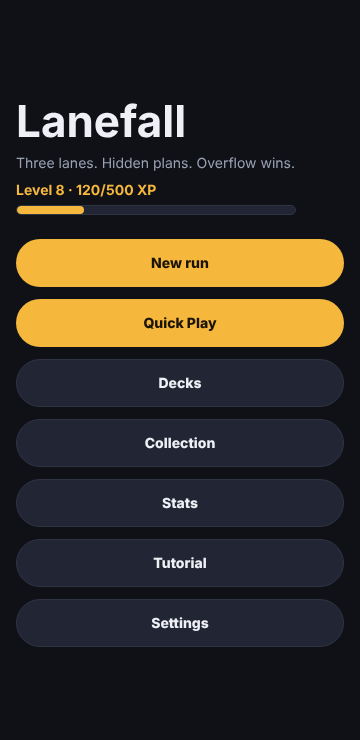 Lanefall
Three lanes. Hidden plans. Overflow wins.
Level 8 · 120/500 XP
New run
Quick Play
Decks
Collection
Stats
Tutorial
Settings